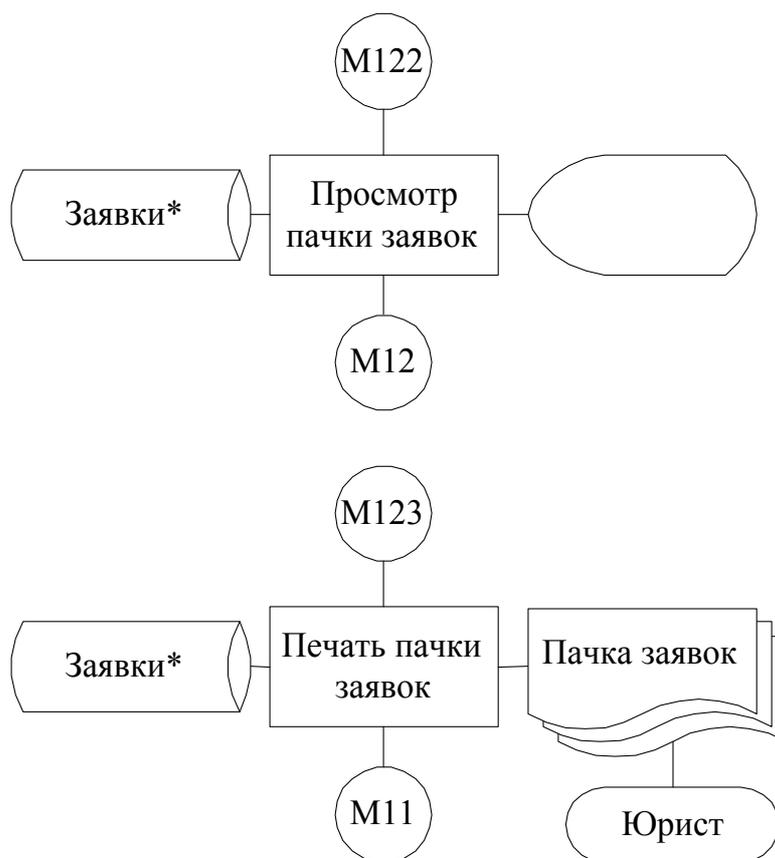 М122
Заявки*
Просмотр
пачки заявок
М12
М123
Заявки*
Печать пачки
заявок
Пачка заявок
М11
Юрист